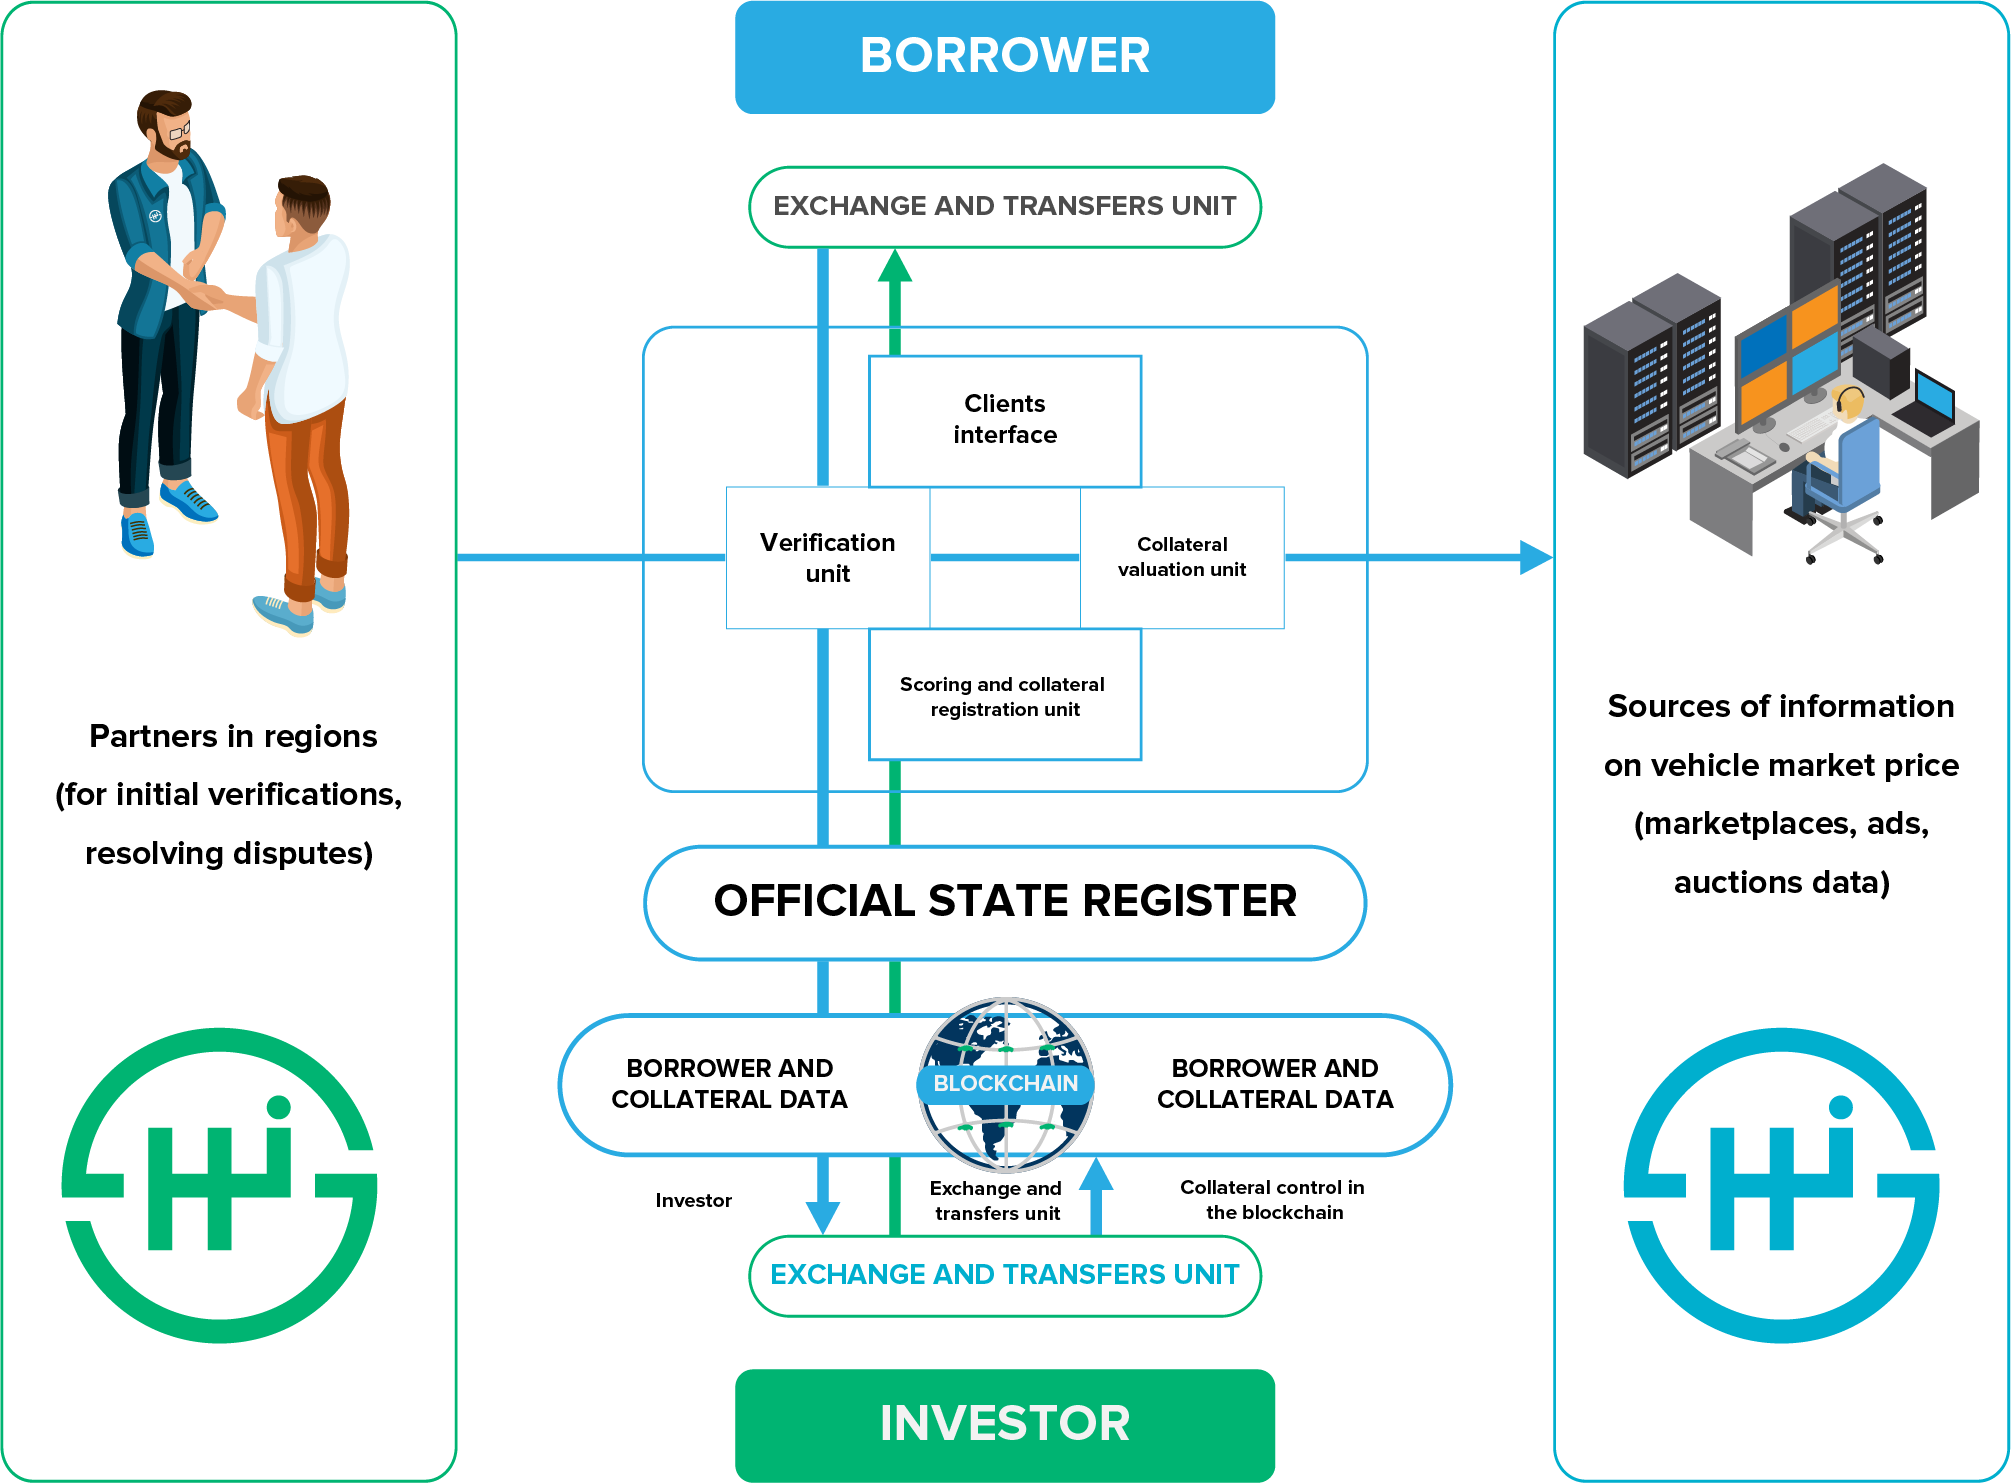 BORROWER
EXCHANGE AND TRANSFERS UNIT
Clients
interface
Verification
unit
Collateral
valuation unit
Scoring and collateral
registration unit
Partners in regions
(for initial verifications,
resolving disputes)
Sources of information
on vehicle market price
(marketplaces, ads,
auctions data)
OFFICIAL STATE REGISTER
BORROWER AND
COLLATERAL DATA
BLOCKCHAIN
BORROWER AND
COLLATERAL DATA
Investor
Exchange and
transfers unit
Collateral control in
the blockchain
EXCHANGE AND TRANSFERS UNIT
INVESTOR